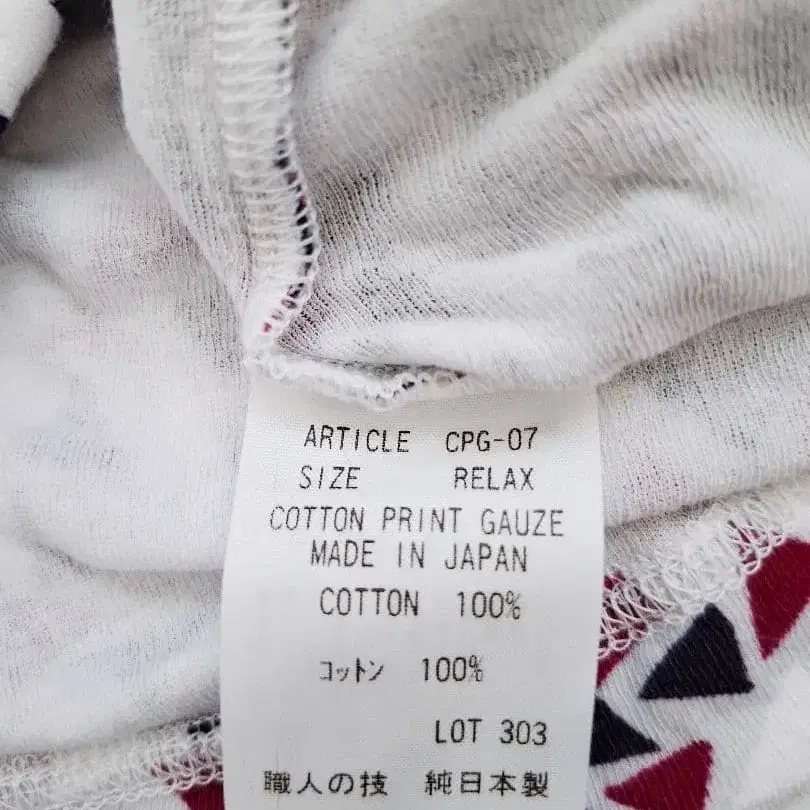 ARTICLE CPG-07
SIZE RELAX
COTTON PRINT GAUZE
MADE IN JAPAN
COTTON 100%
コットン 100%
LOT 303
職人の技 純日本製